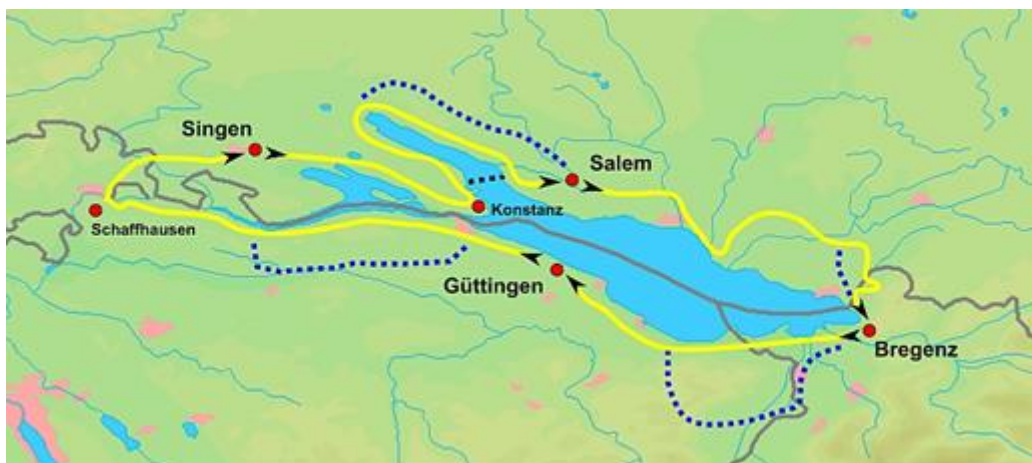 Singen
Salem
Konstanz
Schaffhausen
Güttingen
Bregenz